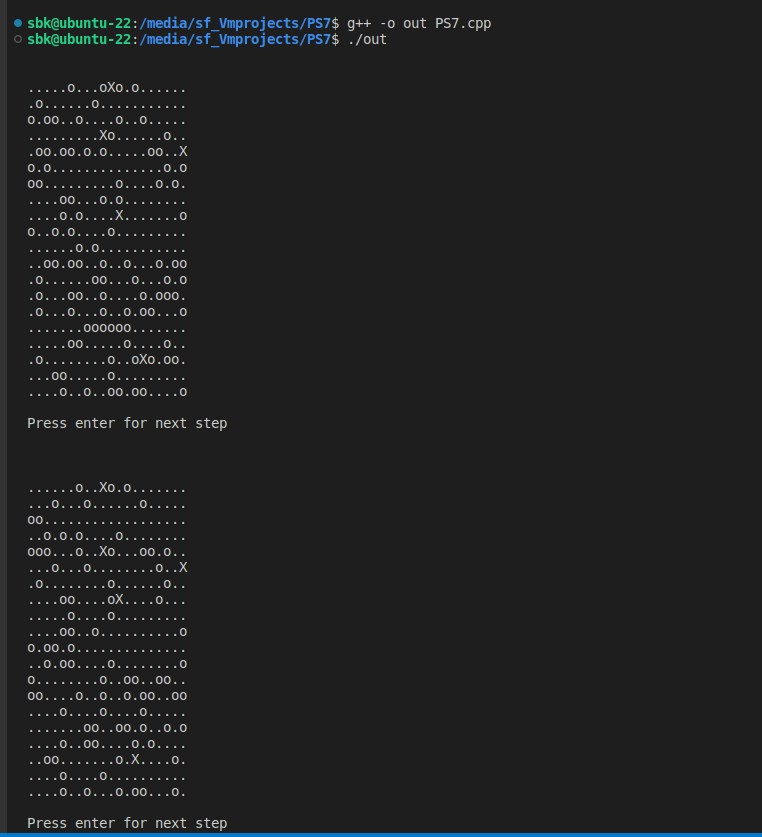 sbk@ubuntu-22:/media/sf_Vmprojects/PS7$ g++ -o out PS7.cpp
sbk@ubuntu-22:/media/sf_Vmprojects/PS7$ ./out
.....o...oXo.o......
.o......o...........
o.oo..o....o..o.....
.........Xo......o..
.oo.oo.o.o.....oo..X
o.o..............o.o
oo.........o....o.o.
....oo...o.o........
....o.o....X.......o
o..o.o....o.........
......o.o...........
..oo.oo..o..o...o.oo
.o......oo...o...o.o
.o...oo..o....o.ooo.
.o...o...o..o.oo...o
.......oooooo.......
.....oo.....o....o..
.o........o..oXo.oo.
...oo.....o.........
....o..o..oo.oo....o
Press enter for next step
......o..Xo.o.......
...o...o......o.....
oo..................
..o.o.o....o........
ooo...o..Xo...oo.o..
...o...o........o..X
.o........o......o..
....oo....oX....o...
.....o....o.........
....oo..o..........o
o.oo.o..............
..o.oo....o........o
o........o..oo..oo..
oo....o..o..o.oo..oo
....o....o....o.....
.......oo..oo.o..o.o
....o..oo....o.o....
..oo.......o.X....o.
....o....o..........
....o..o...o.oo...o.
Press enter for next step